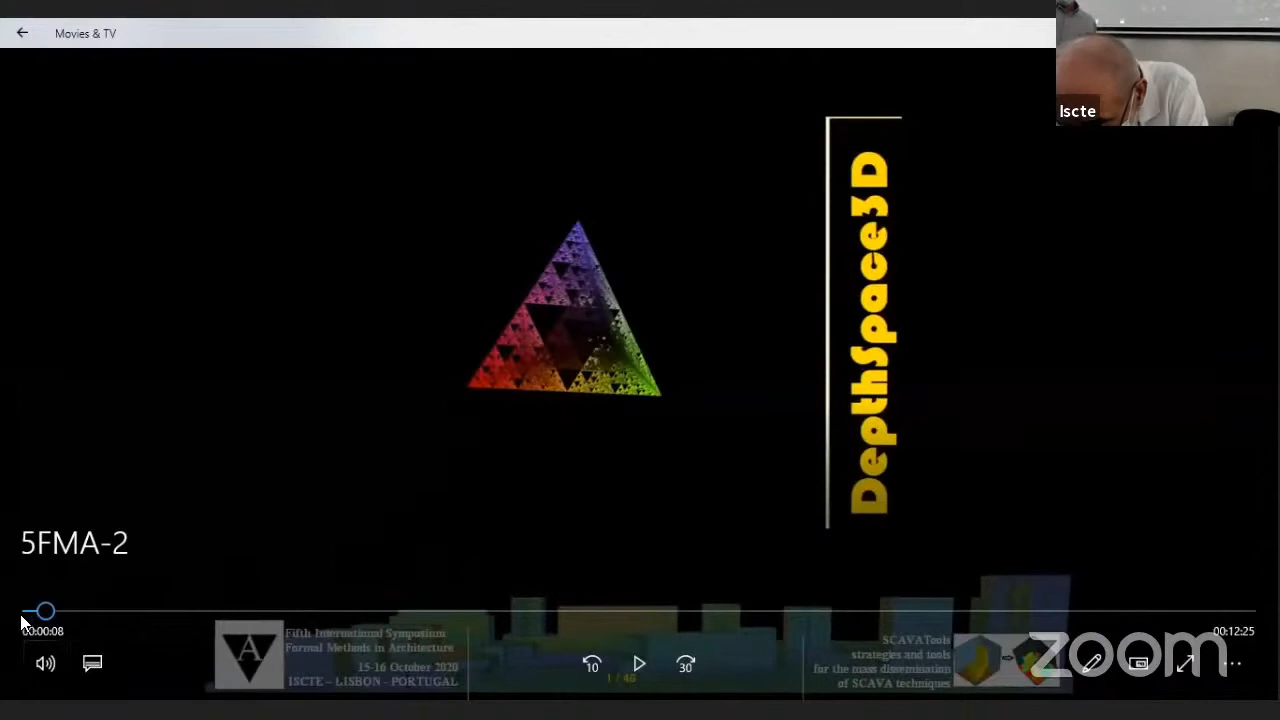 Movies & TV
Iscte
DepthSpace3D
5FMA-2
00:00:08
00:12:25
Fifth International Symposium
Formal Methods in Architecture
15-16 October 2020
ISCTE – LISBON - PORTUGAL
A
10
30
1 / 46
SCAVATools
strategies and tools
for the mass dissemination
of SCAVA techniques
zoom